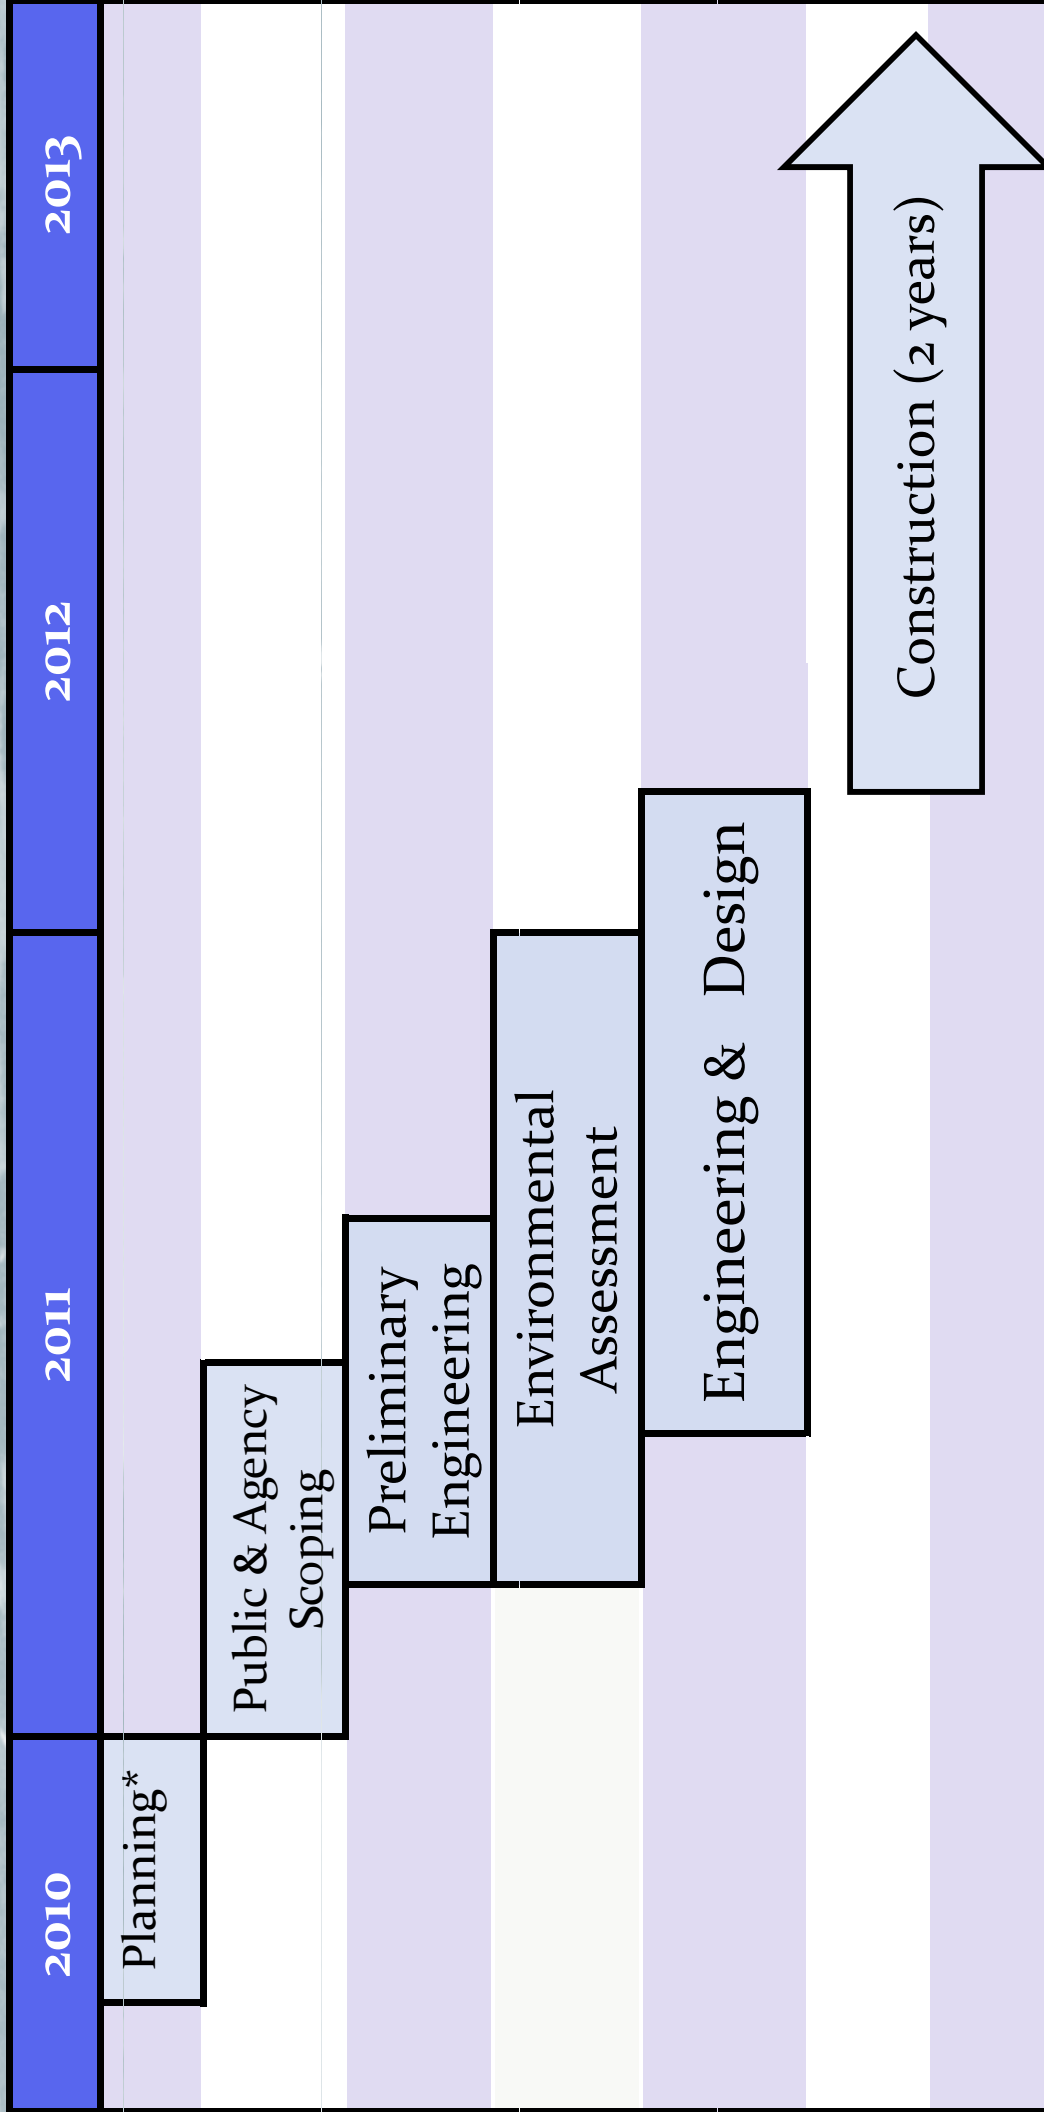 2010
2011
2012
2013
Planning*
Public & Agency
Scoping
Preliminary
Engineering
Environmental
Assessment
Engineering & Design
Construction (2 years)